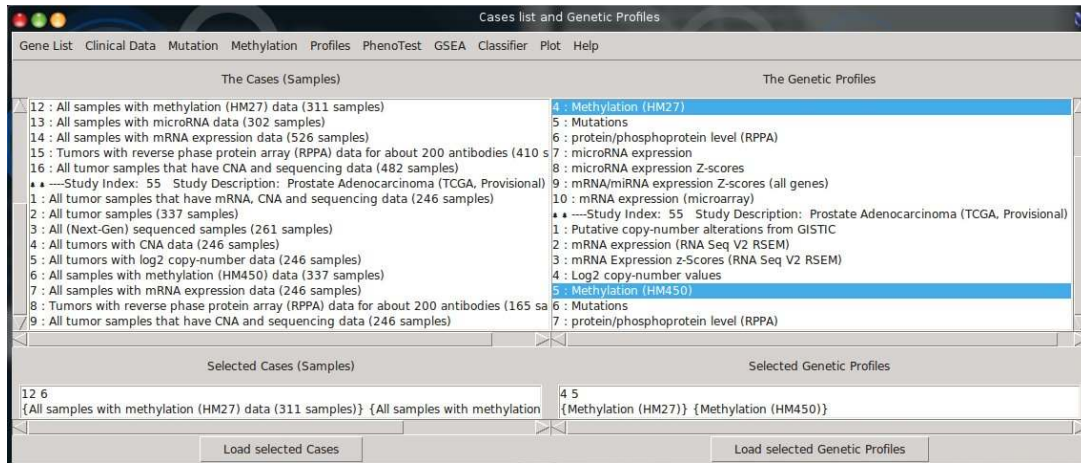 Cases list and Genetic Profiles
Gene List Clinical Data Mutation Methylation Profiles PhenoTest GSEA Classifier Plot Help
The Cases (Samples)
12 : All samples with methylation (HM27) data (311 samples)
13 : All samples with microRNA data (302 samples)
14 : All samples with mRNA expression data (526 samples)
15 : Tumors with reverse phase protein array (RPPA) data for about 200 antibodies (410 s
16 : All tumor samples that have CNA and sequencing data (482 samples)
----Study Index: 55 Study Description: Prostate Adenocarcinoma (TCGA, Provisional)
1 : All tumor samples that have mRNA, CNA and sequencing data (246 samples)
2 : All tumor samples (337 samples)
3 : All (Next-Gen) sequenced samples (261 samples)
4 : All tumors with CNA data (246 samples)
5 : All tumors with log2 copy-number data (246 samples)
6 : All samples with methylation (HM450) data (337 samples)
7 : All samples with mRNA expression data (246 samples)
8 : Tumors with reverse phase protein array (RPPA) data for about 200 antibodies (165 sa
9 : All tumor samples that have CNA and sequencing data (246 samples)
The Genetic Profiles
4 : Methylation (HM27)
5 : Mutations
6 : protein/phosphoprotein level (RPPA)
7 : microRNA expression
8 : microRNA expression Z-scores
9 : mRNA/miRNA expression Z-scores (all genes)
10 : mRNA expression (microarray)
----Study Index: 55 Study Description: Prostate Adenocarcinoma (TCGA, Provisional)
1 : Putative copy-number alterations from GISTIC
2 : mRNA expression (RNA Seq V2 RSEM)
3 : mRNA Expression z-Scores (RNA Seq V2 RSEM)
4 : Log2 copy-number values
5 : Methylation (HM450)
6 : Mutations
7 : protein/phosphoprotein level (RPPA)
Selected Cases (Samples)
12 6
{All samples with methylation (HM27) data (311 samples)} {All samples with methylation
Load selected Cases
Selected Genetic Profiles
4 5
{Methylation (HM27)} {Methylation (HM450)}
Load selected Genetic Profiles